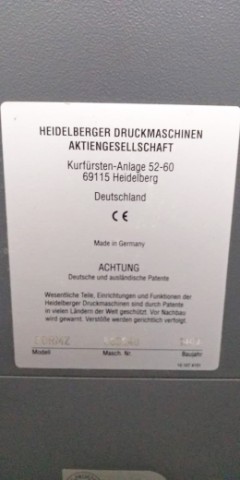 HEIDELBERGER DRUCKMASCHINEN
AKTIENGESELLSCHAFT
Kurfürsten-Anlage 52-60
69115 Heidelberg
Deutschland
CE
Made in Germany
ACHTUNG
Deutsche und ausländische Patente
Wesentliche Teile, Einrichtungen und Funktionen der
Heidelberger Druckmaschinen sind durch Patente
in vielen Ländern der Welt geschützt. Vor Nachbau
wird gewarnt. Verstöße werden gerichtlich verfolgt.
Modell Masch. Nr. Baujahr